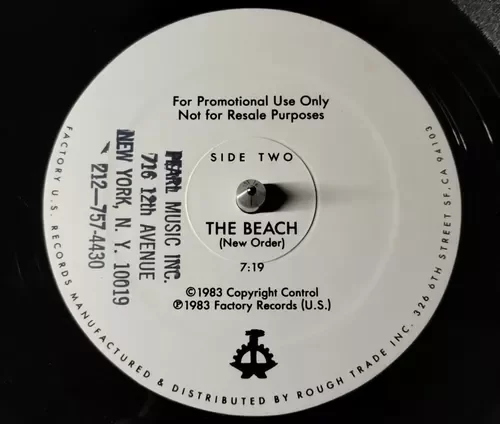 For Promotional Use Only
Not for Resale Purposes
SIDE TWO
THE BEACH
(New Order)
7:19
©1983 Copyright Control
℗1983 Factory Records (U.S.)
FACTORY U.S. RECORDS MANUFACTURED & DISTRIBUTED BY ROUGH TRADE INC. 326 6TH STREET SF, CA 94103
PEARL MUSIC INC.
716 12th AVENUE
NEW YORK, N. Y. 10019
212-757-4430